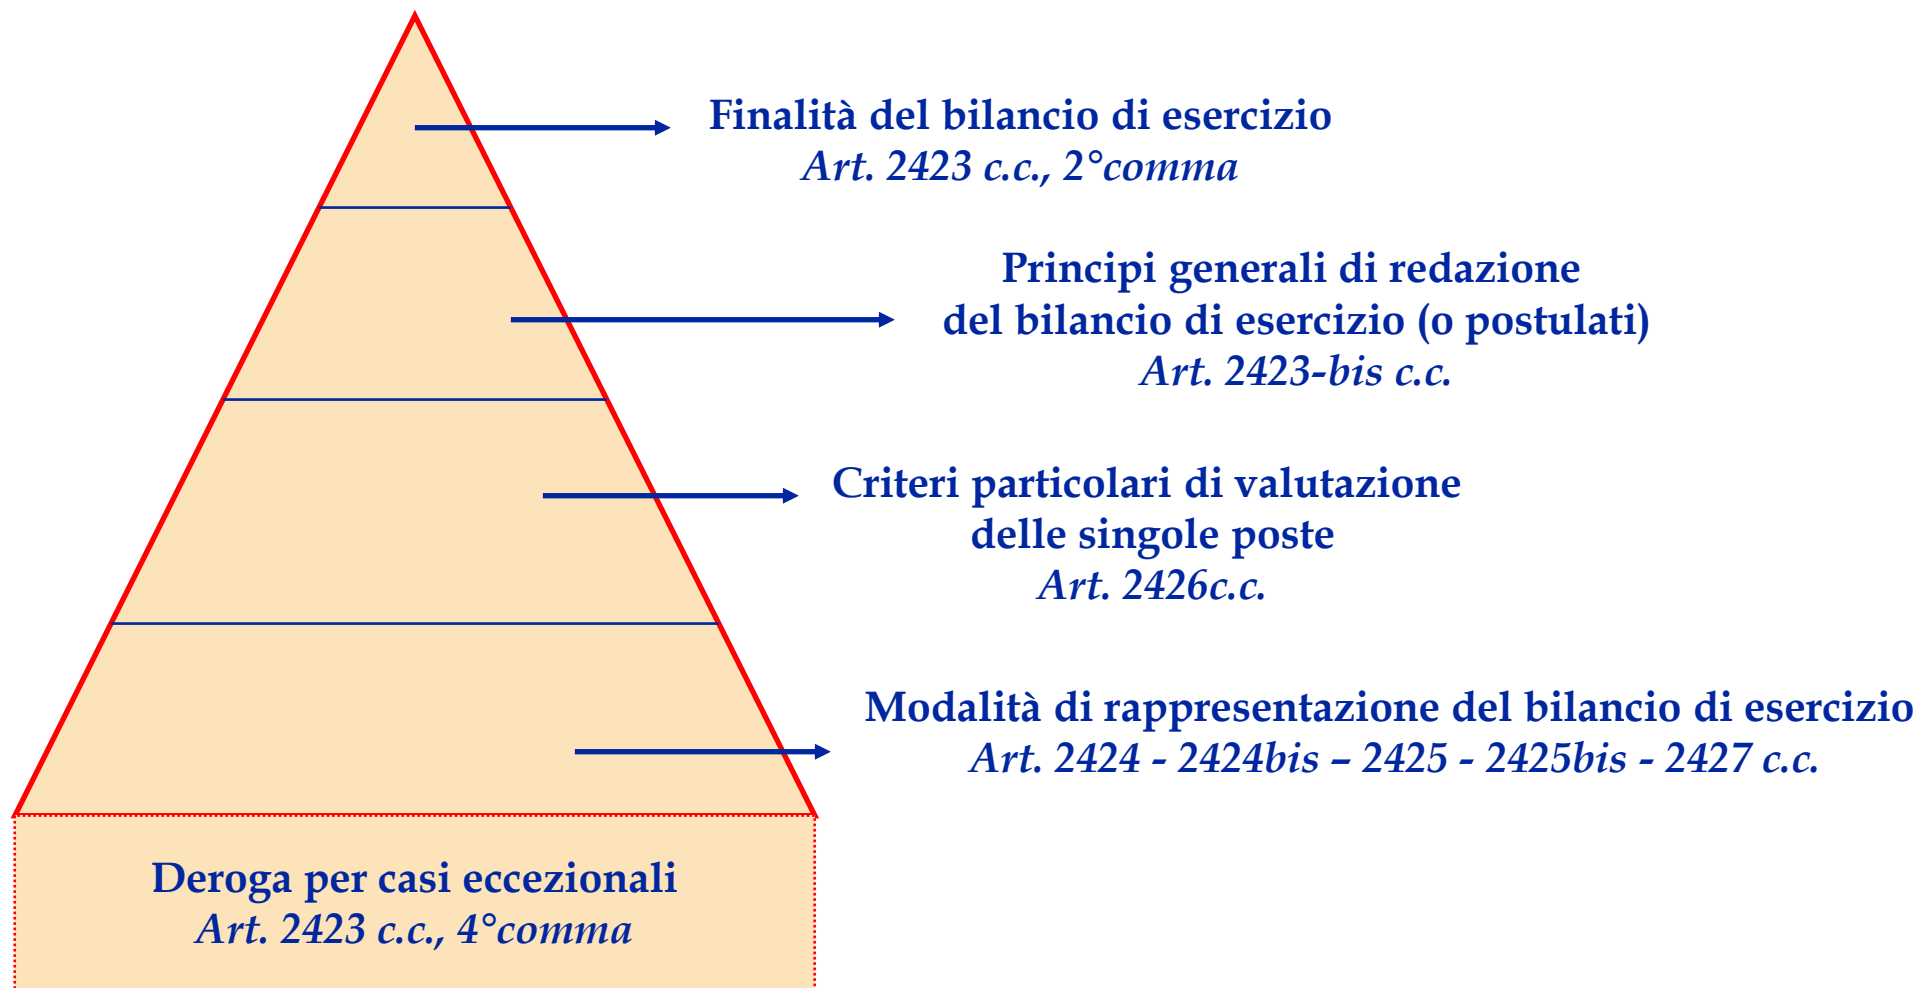 Finalità del bilancio di esercizio
Art. 2423 c.c., 2°comma
Principi generali di redazione
del bilancio di esercizio (o postulati)
Art. 2423-bis c.c.
Criteri particolari di valutazione
delle singole poste
Art. 2426c.c.
Modalità di rappresentazione del bilancio di esercizio
Art. 2424 - 2424bis – 2425 - 2425bis - 2427 c.c.
Deroga per casi eccezionali
Art. 2423 c.c., 4°comma